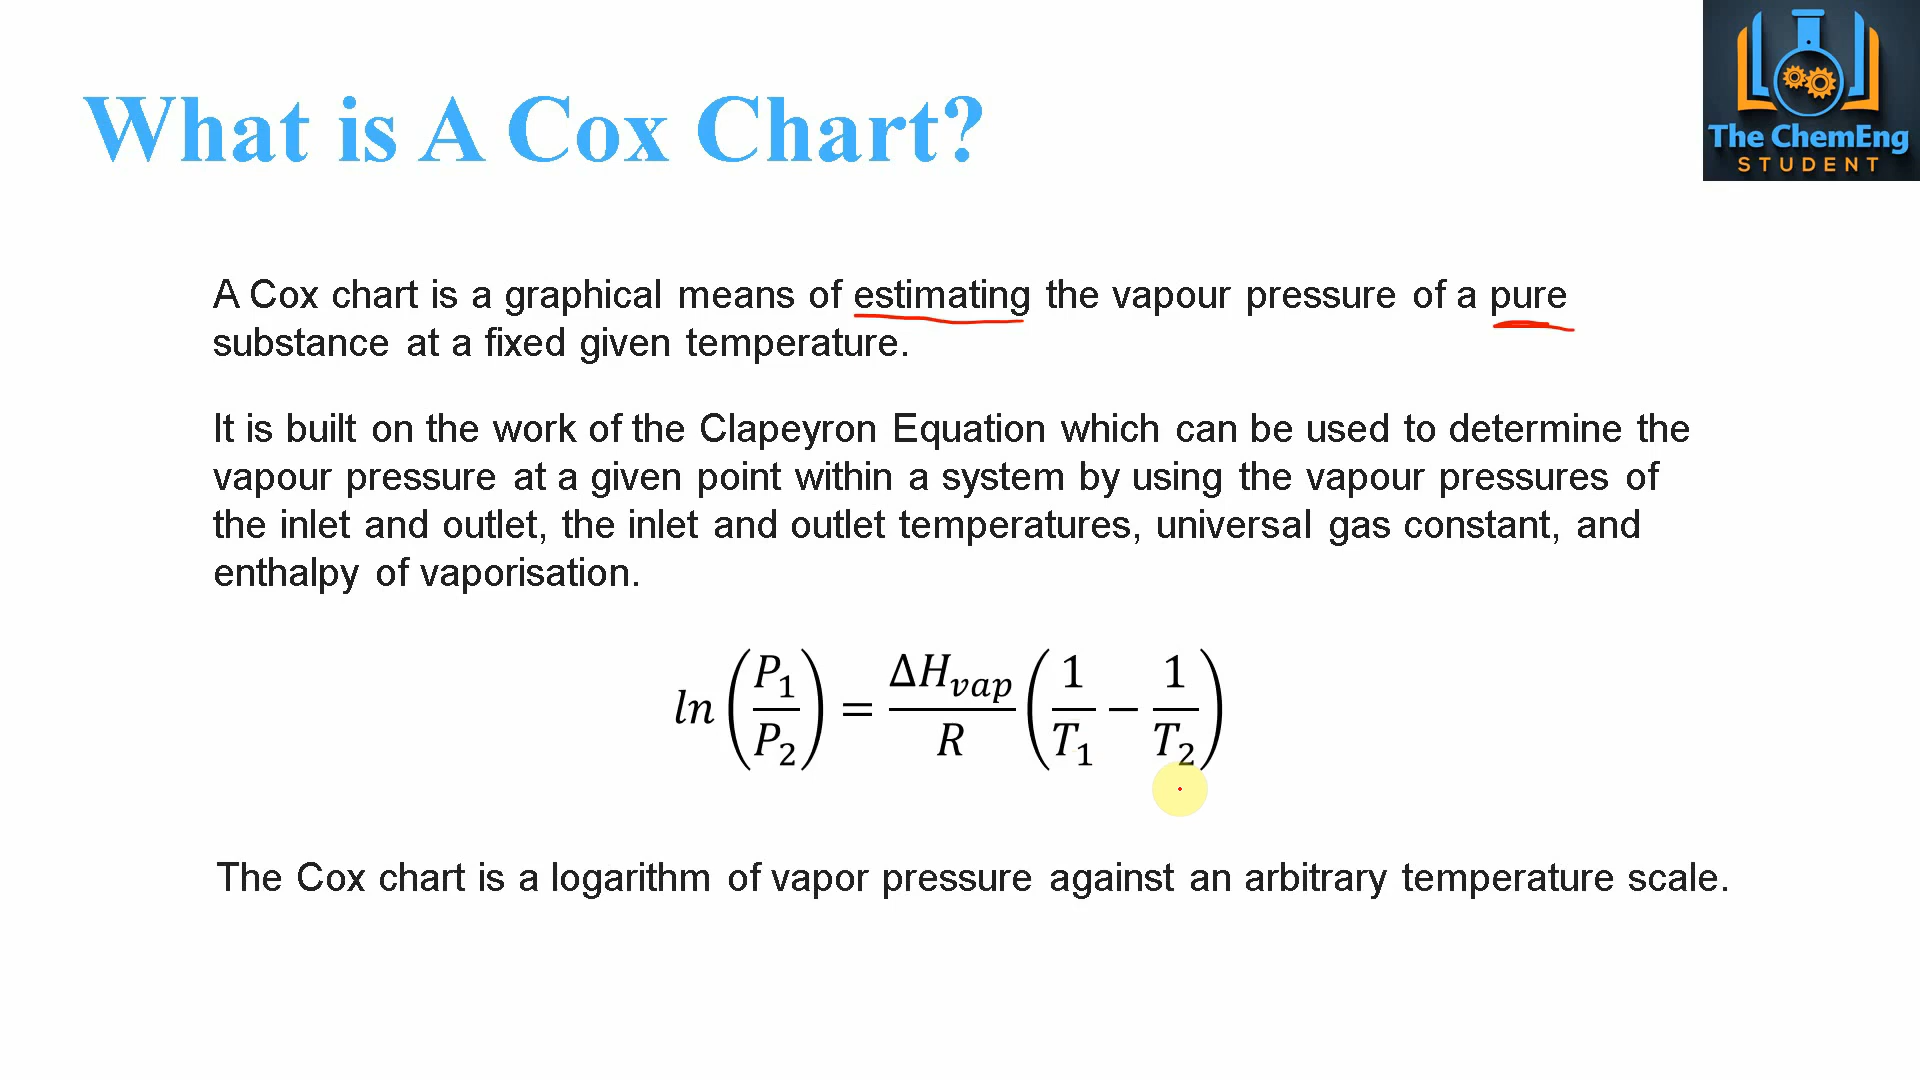 The ChemEng
STUDENT
What is A Cox Chart?
A Cox chart is a graphical means of estimating the vapour pressure of a pure
substance at a fixed given temperature.
It is built on the work of the Clapeyron Equation which can be used to determine the
vapour pressure at a given point within a system by using the vapour pressures of
the inlet and outlet, the inlet and outlet temperatures, universal gas constant, and
enthalpy of vaporisation.
ln(P₁/P₂) = ΔHvap/R (1/T₁ − 1/T₂)
The Cox chart is a logarithm of vapor pressure against an arbitrary temperature scale.